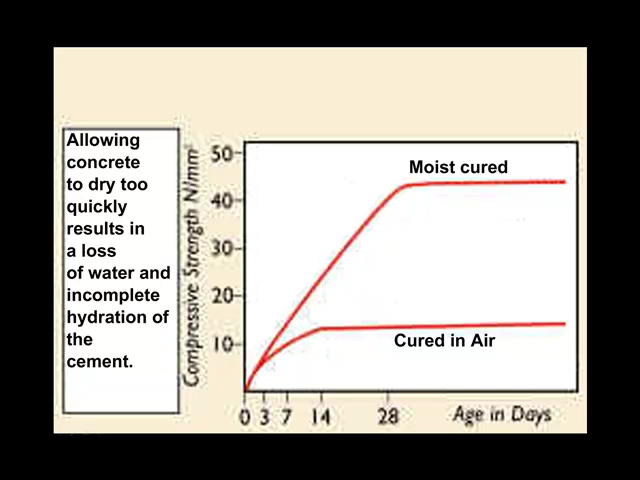 Allowing
concrete
to dry too
quickly
results in
a loss
of water and
incomplete
hydration of
the
cement.
Compressive Strength N/mm²
50
40
30
20
10
Moist cured
Cured in Air
0 3 7 14 28 Age in Days